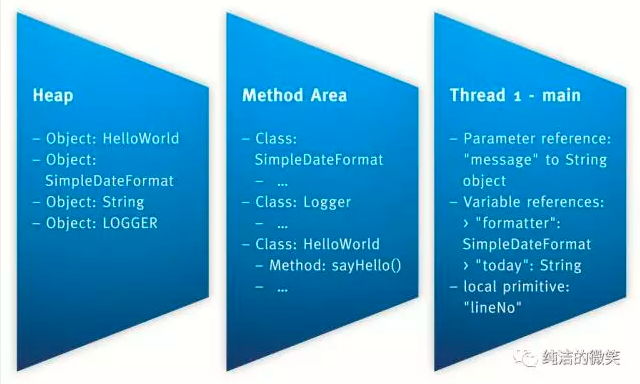 Heap
– Object: HelloWorld
– Object:
SimpleDateFormat
– Object: String
– Object: LOGGER
Method Area
– Class:
SimpleDateFormat
– ...
– Class: Logger
– ...
– Class: HelloWorld
– Method: sayHello()
– ...
Thread 1 - main
– Parameter reference:
"message" to String
object
– Variable references:
> "formatter":
SimpleDateFormat
> "today": String
– local primitive:
"lineNo"
纯洁的微笑